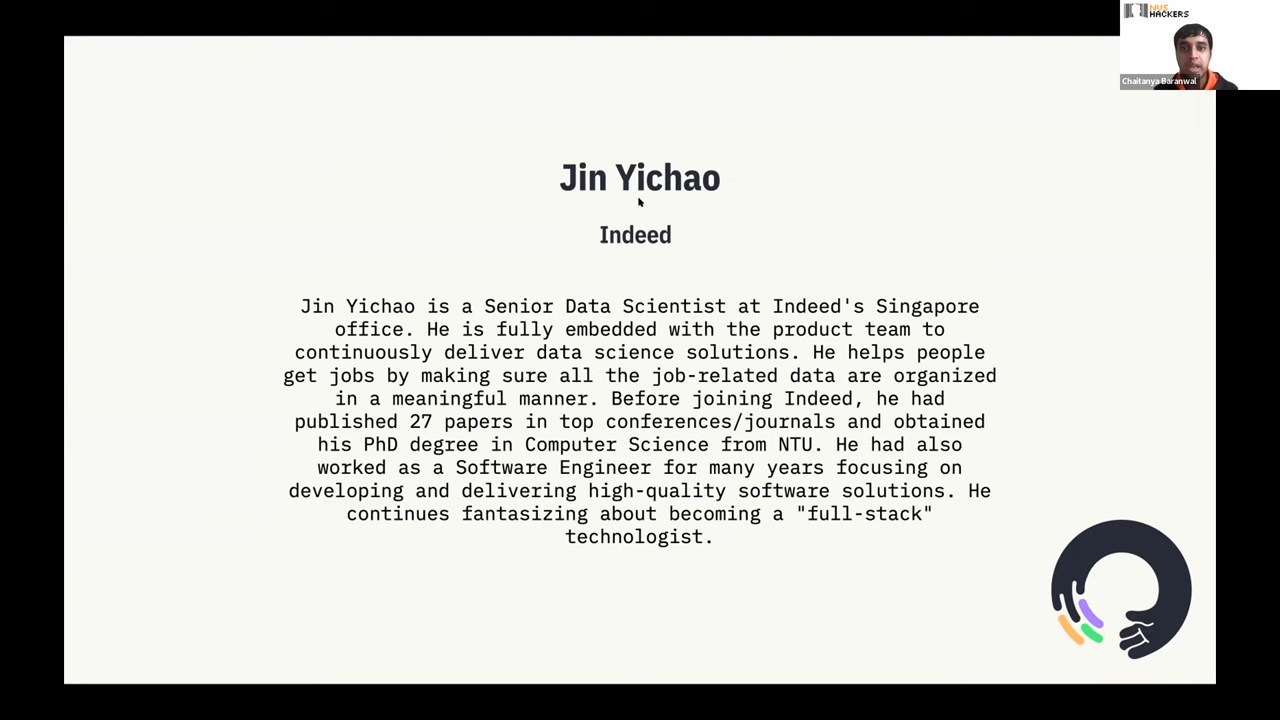 NUS
HACKERS
Chaitanya Baranwal
Jin Yichao
Indeed
Jin Yichao is a Senior Data Scientist at Indeed's Singapore
office. He is fully embedded with the product team to
continuously deliver data science solutions. He helps people
get jobs by making sure all the job-related data are organized
in a meaningful manner. Before joining Indeed, he had
published 27 papers in top conferences/journals and obtained
his PhD degree in Computer Science from NTU. He had also
worked as a Software Engineer for many years focusing on
developing and delivering high-quality software solutions. He
continues fantasizing about becoming a "full-stack"
technologist.